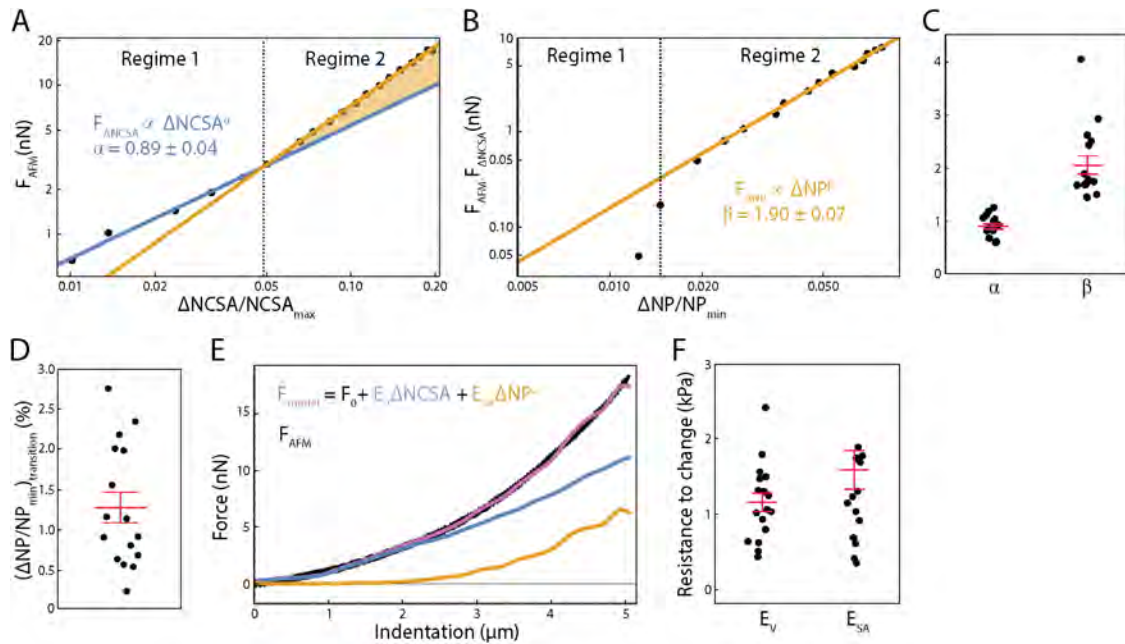 A
20
10
5
2
1
F_AFM (nN)
Regime 1
Regime 2
F_ΔNCSA ∝ ΔNCSA^α
α = 0.89 ± 0.04
0.01
0.02
0.05
0.10
0.20
ΔNCSA/NCSA_max
B
10
5
1
0.05
0.10
0.05
F_AFM- F_ΔNCSA (nN)
Regime 1
Regime 2
∝ ΔNP
= 1.90 ± 0.07
0.005
0.010
0.020
0.050
ΔNP/NP_min
C
5
4
3
2
1
0
α
β
D
3.0
2.5
2.0
1.5
1.0
0.5
0
(ΔNP/NP_min)_transition (%)
E
15
10
5
0
Force (nN)
= F_0 + E ΔNCSA + E ΔNP
F_AFM
0
1
2
3
4
5
Indentation (μm)
F
3
2
1
0
Resistance to change (kPa)
E_V
E_SA